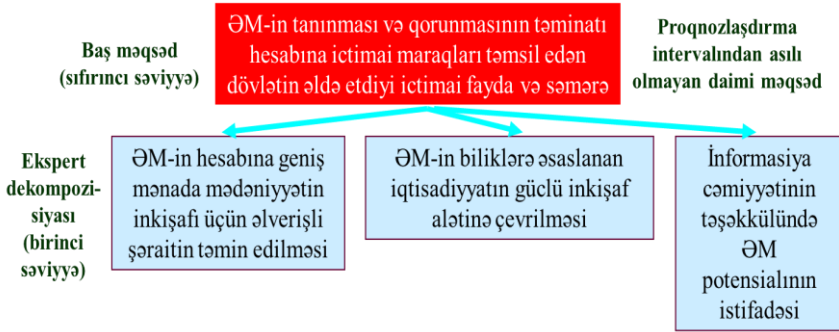 Baş məqsəd
(sıfırıncı səviyyə)
ƏM-in tanınması və qorunmasının təminatı
hesabına ictimai maraqları təmsil edən
dövlətin əldə etdiyi ictimai fayda və səmərə
Proqnozlaşdırma
intervalından asılı
olmayan daimi məqsəd
Ekspert
dekompozi-
siyası
(birinci
səviyyə)
ƏM-in hesabına geniş
mənada mədəniyyətin
inkişafı üçün əlverişli
şəraitin təmin edilməsi
ƏM-in biliklərə əsaslanan
iqtisadiyyatın güclü inkişaf
alətinə çevrilməsi
İnformasiya
cəmiyyətinin
təşəkkülündə
ƏM
potensialının
istifadəsi